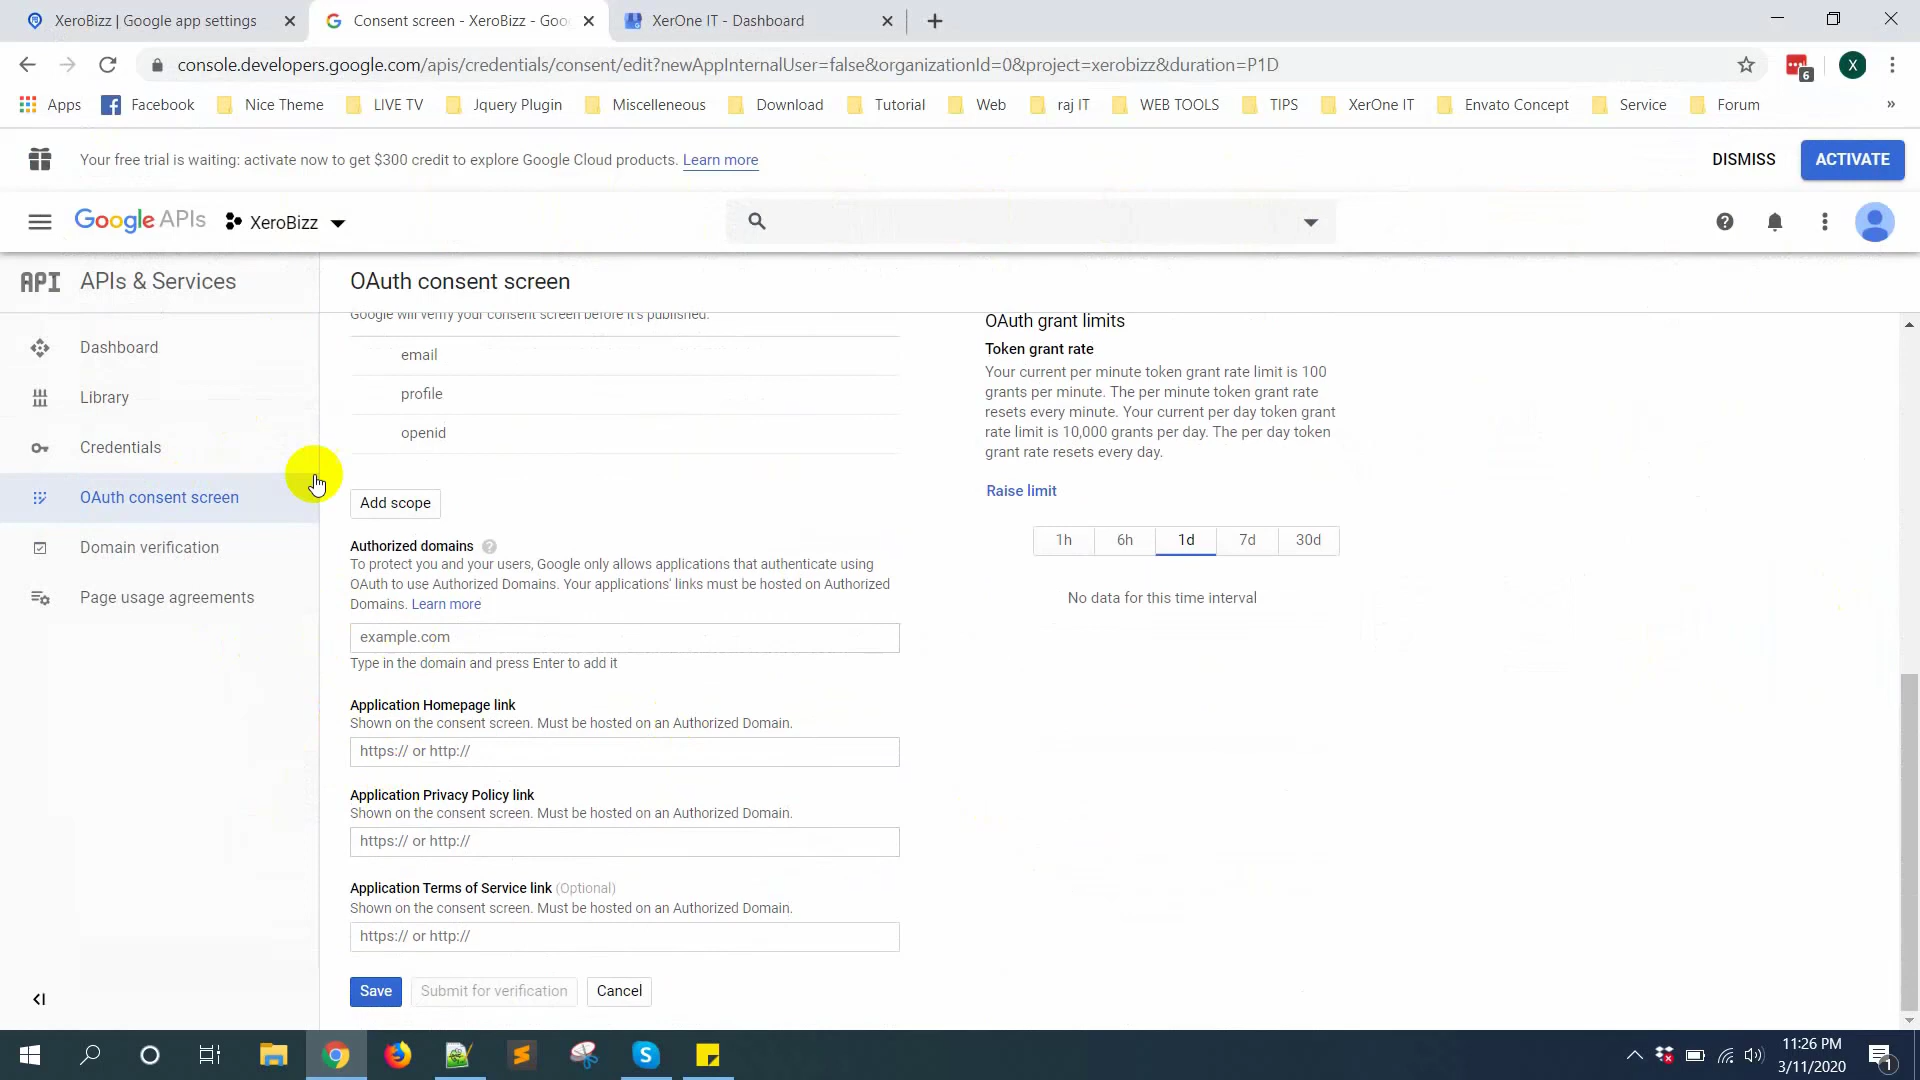 XeroBizz | Google app settings
Consent screen - XeroBizz - Goo
XerOne IT - Dashboard
console.developers.google.com/apis/credentials/consent/edit?newAppInternalUser=false&organizationId=0&project=xerobizz&duration=P1D
6
X
Apps
Facebook
Nice Theme
LIVE TV
Jquery Plugin
Miscelleneous
Download
Tutorial
Web
raj IT
WEB TOOLS
TIPS
XerOne IT
Envato Concept
Service
Forum
»
Your free trial is waiting: activate now to get $300 credit to explore Google Cloud products. Learn more
DISMISS
ACTIVATE
Google APIs
XeroBizz
API APIs & Services
OAuth consent screen
Dashboard
Library
Credentials
OAuth consent screen
Domain verification
Page usage agreements
Google will verify your consent screen before it's published.
email
profile
openid
Add scope
Authorized domains
To protect you and your users, Google only allows applications that authenticate using
OAuth to use Authorized Domains. Your applications' links must be hosted on Authorized
Domains. Learn more
example.com
Type in the domain and press Enter to add it
Application Homepage link
Shown on the consent screen. Must be hosted on an Authorized Domain.
https:// or http://
Application Privacy Policy link
Shown on the consent screen. Must be hosted on an Authorized Domain.
https:// or http://
Application Terms of Service link (Optional)
Shown on the consent screen. Must be hosted on an Authorized Domain.
https:// or http://
Save
Submit for verification
Cancel
OAuth grant limits
Token grant rate
Your current per minute token grant rate limit is 100
grants per minute. The per minute token grant rate
resets every minute. Your current per day token grant
rate limit is 10,000 grants per day. The per day token
grant rate resets every day.
Raise limit
1h
6h
1d
7d
30d
No data for this time interval
11:26 PM
3/11/2020
1